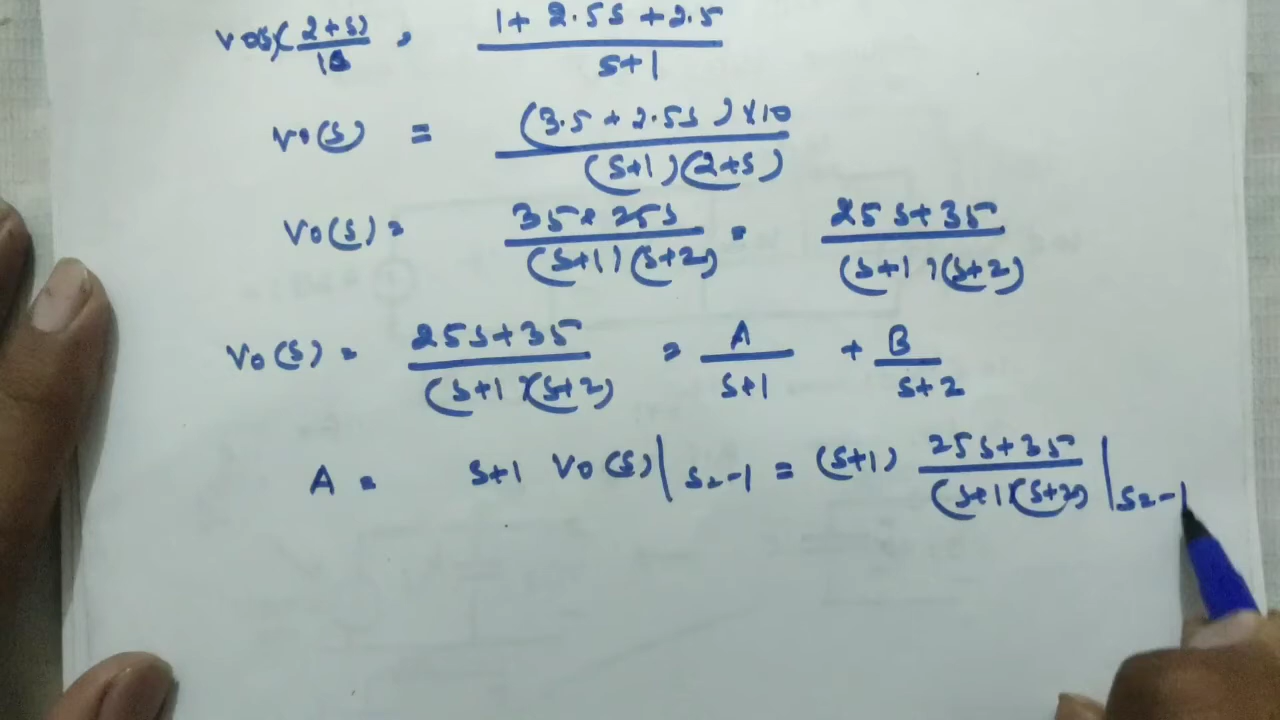 Vo(s)(2+s)/10 = 1+2.5s+2.5/s+1
Vo(s) = (3.5+2.5s)×10/(s+1)(2+s)
Vo(s) = 35+25s/(s+1)(s+2) = 25s+35/(s+1)(s+2)
Vo(s) = 25s+35/(s+1)(s+2) = A/s+1 + B/s+2
A = s+1 Vo(s)|s=-1 = (s+1) 25s+35/(s+1)(s+2)|s=-1